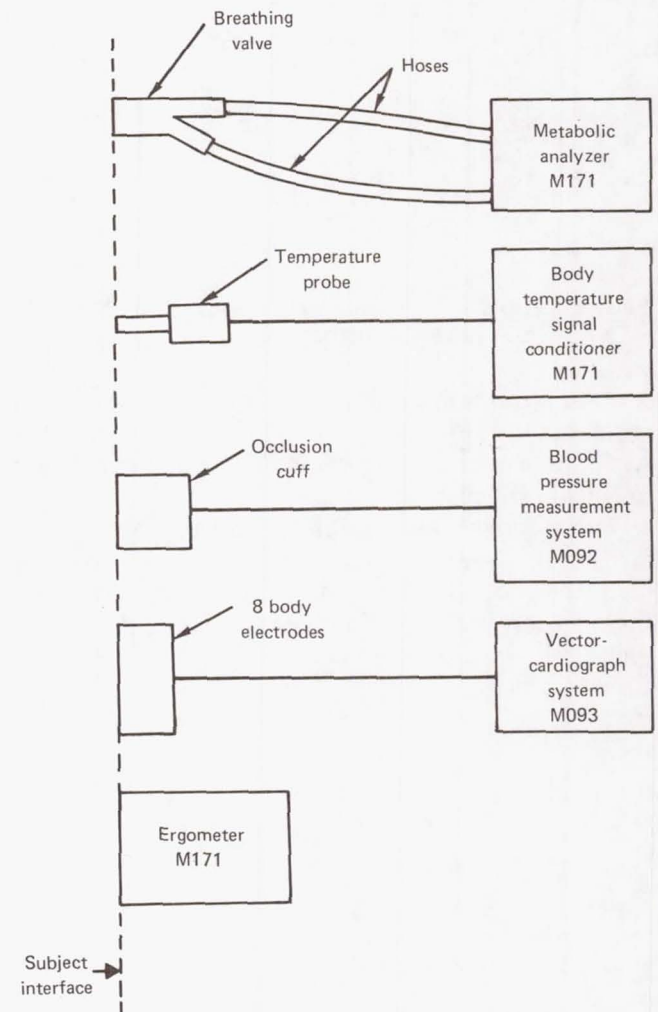 Breathing
valve
Hoses
Metabolic
analyzer
M171
Temperature
probe
Body
temperature
signal
conditioner
M171
Occlusion
cuff
Blood
pressure
measurement
system
M092
8 body
electrodes
Vector-
cardiograph
system
M093
Ergometer
M171
Subject
interface